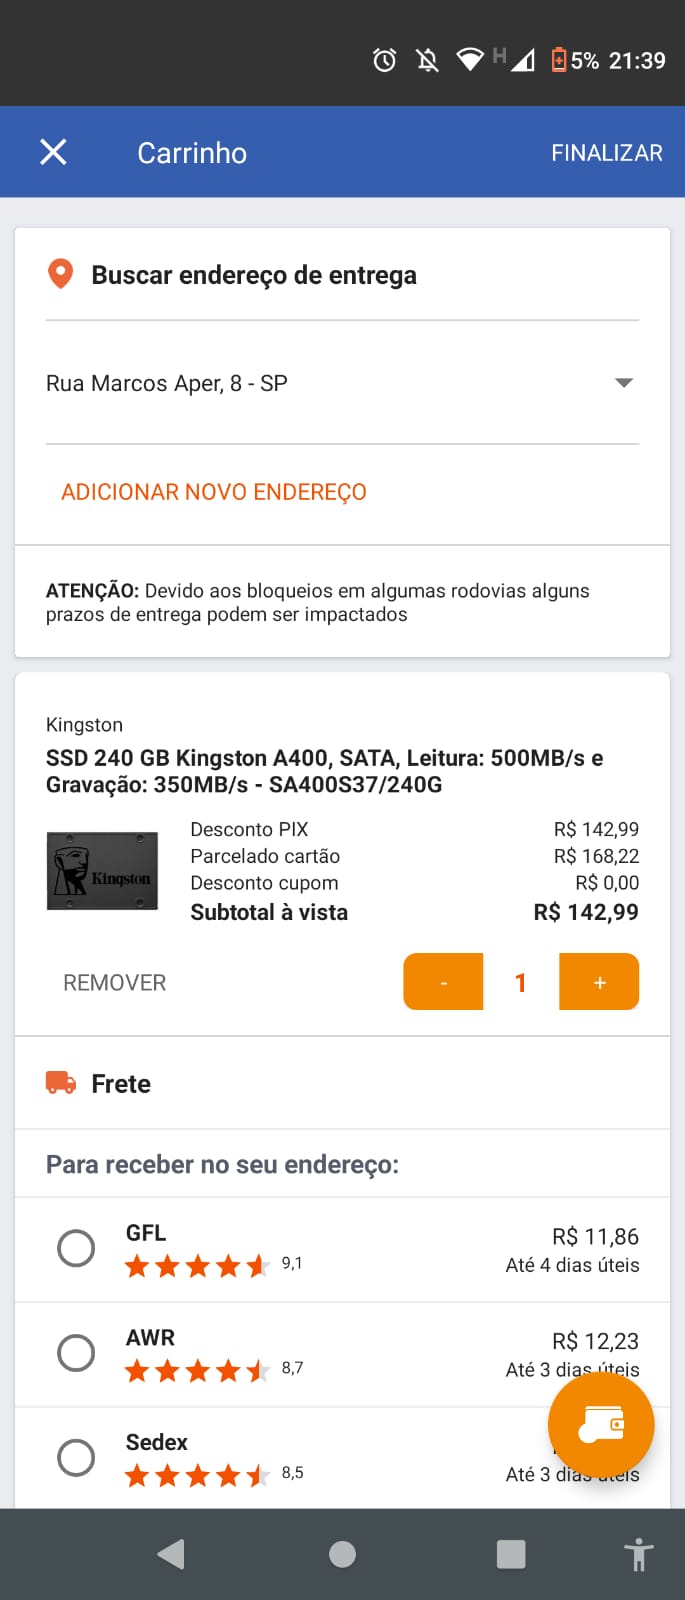 H 5% 21:39
Carrinho FINALIZAR
Buscar endereço de entrega
Rua Marcos Aper, 8 - SP
ADICIONAR NOVO ENDEREÇO
ATENÇÃO: Devido aos bloqueios em algumas rodovias alguns
prazos de entrega podem ser impactados
Kingston
SSD 240 GB Kingston A400, SATA, Leitura: 500MB/s e
Gravação: 350MB/s - SA400S37/240G
Kingston
Desconto PIX R$ 142,99
Parcelado cartão R$ 168,22
Desconto cupom R$ 0,00
Subtotal à vista R$ 142,99
REMOVER - 1 +
Frete
Para receber no seu endereço:
GFL R$ 11,86
9,1 Até 4 dias úteis
AWR R$ 12,23
8,7 Até 3 dias úteis
Sedex
8,5 Até 3 dias úteis